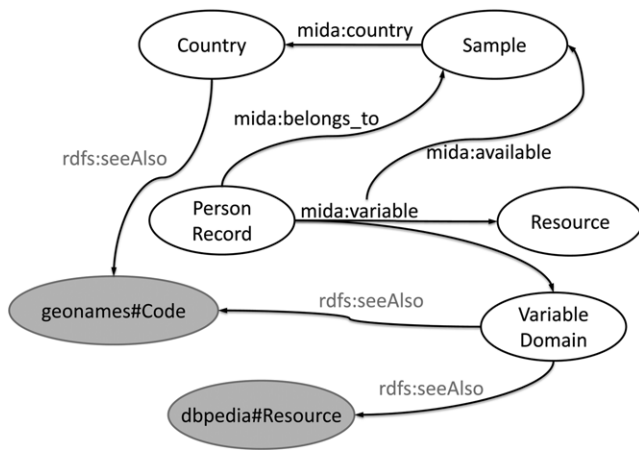 Country
mida:country
Sample
mida:belongs_to
rdfs:seeAlso
mida:available
Person
Record
mida:variable
Resource
geonames#Code
rdfs:seeAlso
Variable
Domain
rdfs:seeAlso
dbpedia#Resource